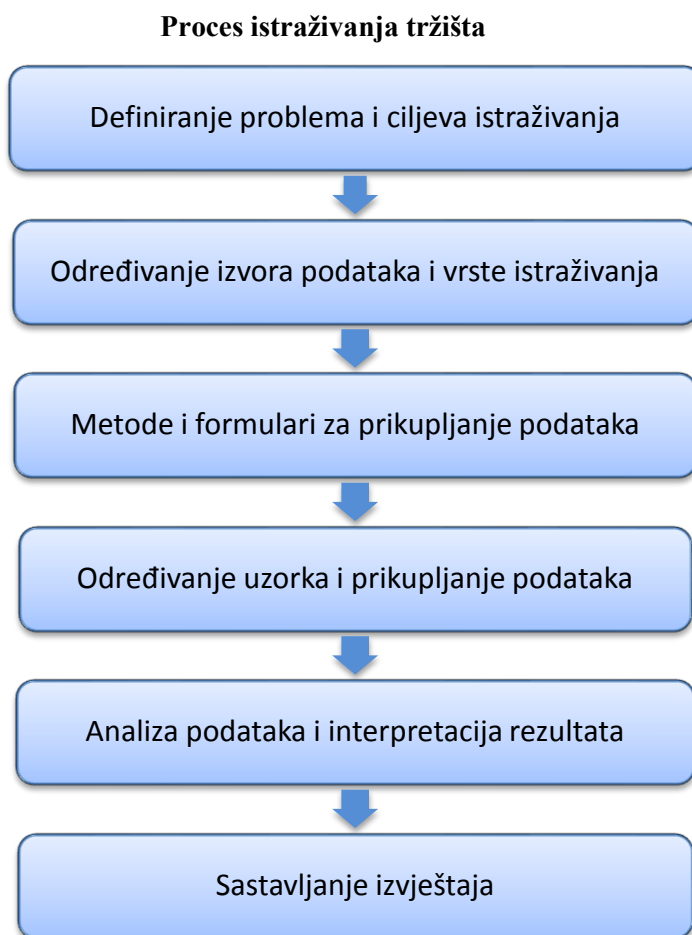 Proces istraživanja tržišta
Definiranje problema i ciljeva istraživanja
Određivanje izvora podataka i vrste istraživanja
Metode i formulari za prikupljanje podataka
Određivanje uzorka i prikupljanje podataka
Analiza podataka i interpretacija rezultata
Sastavljanje izvještaja